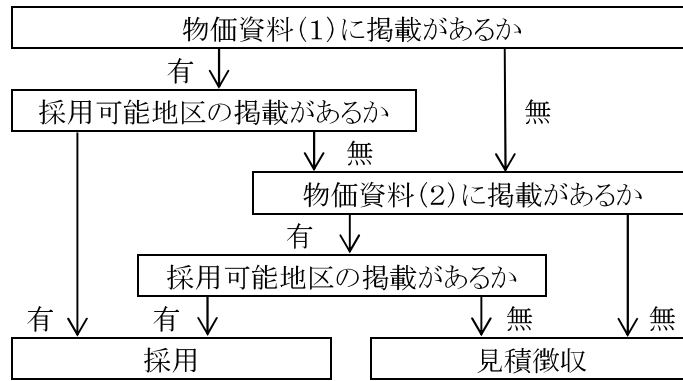 物価資料(1)に掲載があるか
有
採用可能地区の掲載があるか
無
無
物価資料(2)に掲載があるか
有
採用可能地区の掲載があるか
有
有
無
無
採用
見積徴収